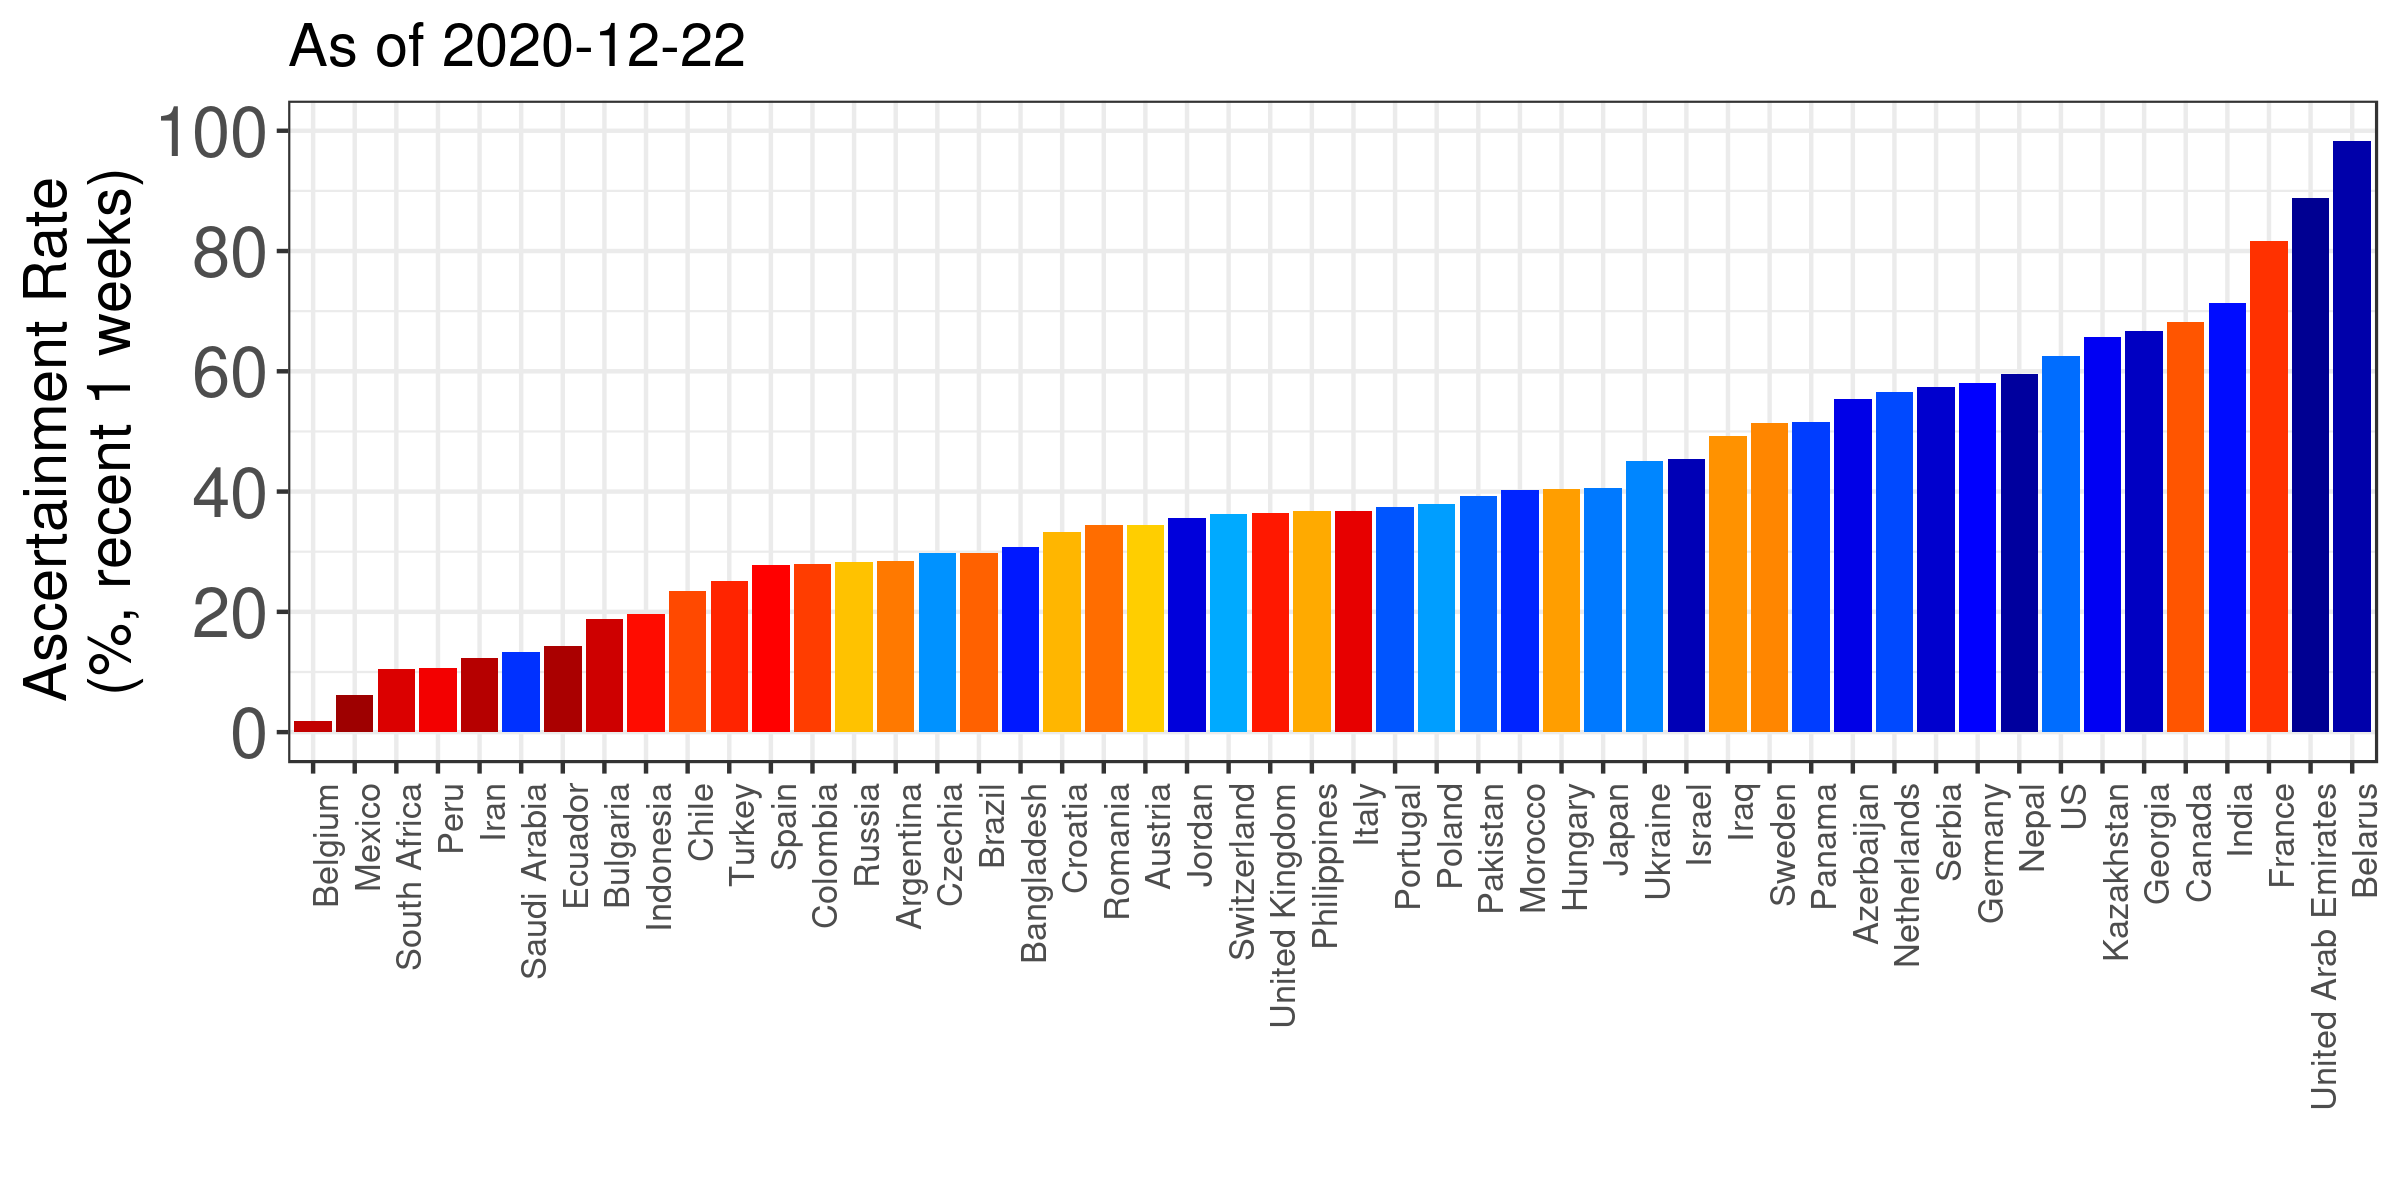 As of 2020-12-22
Ascertainment Rate
(%, recent 1 weeks)
100
80
60
40
20
0
Belgium
Mexico
South Africa
Peru
Iran
Saudi Arabia
Ecuador
Bulgaria
Indonesia
Chile
Turkey
Spain
Colombia
Russia
Argentina
Czechia
Brazil
Bangladesh
Croatia
Romania
Austria
Jordan
Switzerland
United Kingdom
Philippines
Italy
Portugal
Poland
Pakistan
Morocco
Hungary
Japan
Ukraine
Israel
Iraq
Sweden
Panama
Azerbaijan
Netherlands
Serbia
Germany
Nepal
US
Kazakhstan
Georgia
Canada
India
France
United Arab Emirates
Belarus